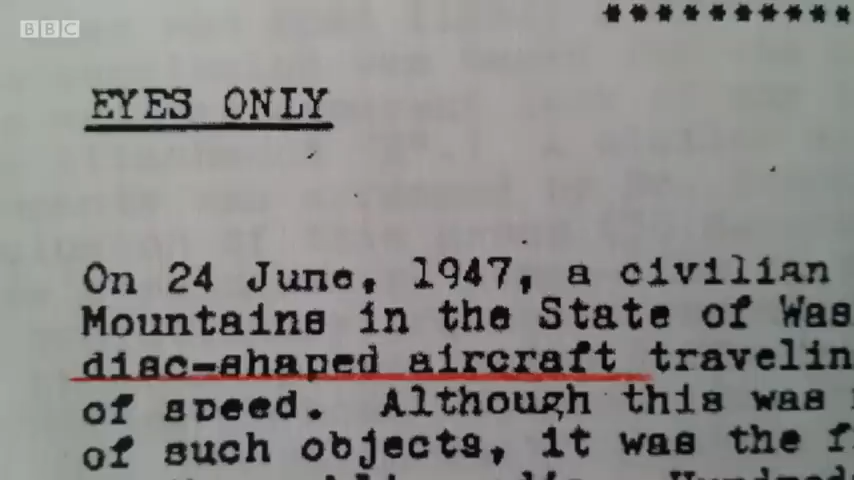 BBC
**********
EYES ONLY
On 24 June, 1947, a civilian
Mountains in the State of Was
disc-shaped aircraft travelin
of speed. Although this was
of such objects, it was the f